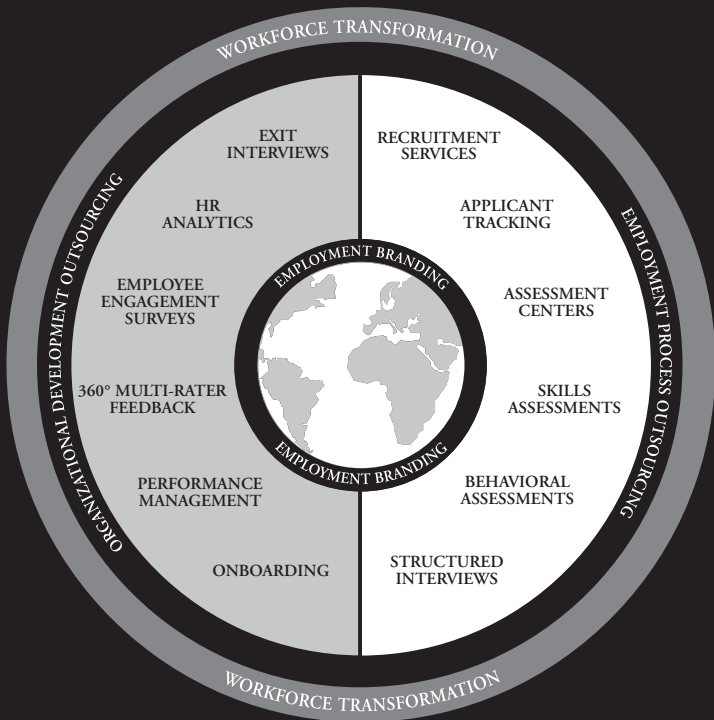 WORKFORCE TRANSFORMATION
ORGANIZATIONAL DEVELOPMENT OUTSOURCING
EMPLOYMENT PROCESS OUTSOURCING
EXIT
INTERVIEWS
HR
ANALYTICS
EMPLOYEE
ENGAGEMENT
SURVEYS
360° MULTI-RATER
FEEDBACK
PERFORMANCE
MANAGEMENT
ONBOARDING
EMPLOYMENT BRANDING
EMPLOYMENT BRANDING
RECRUITMENT
SERVICES
APPLICANT
TRACKING
ASSESSMENT
CENTERS
SKILLS
ASSESSMENTS
BEHAVIORAL
ASSESSMENTS
STRUCTURED
INTERVIEWS
WORKFORCE TRANSFORMATION